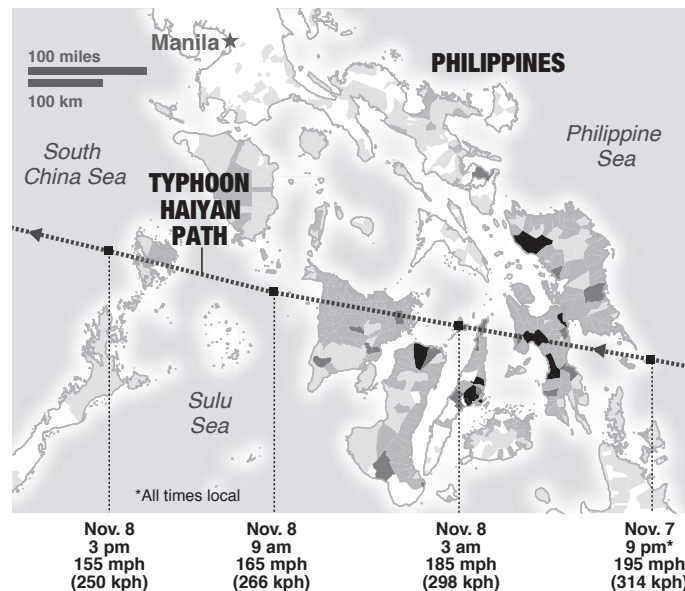 Manila
100 miles
100 km
PHILIPPINES
Philippine
Sea
South
China Sea
TYPHOON
HAIYAN
PATH
Sulu
Sea
*All times local
Nov. 8
3 pm
155 mph
(250 kph)
Nov. 8
9 am
165 mph
(266 kph)
Nov. 8
3 am
185 mph
(298 kph)
Nov. 7
9 pm*
195 mph
(314 kph)